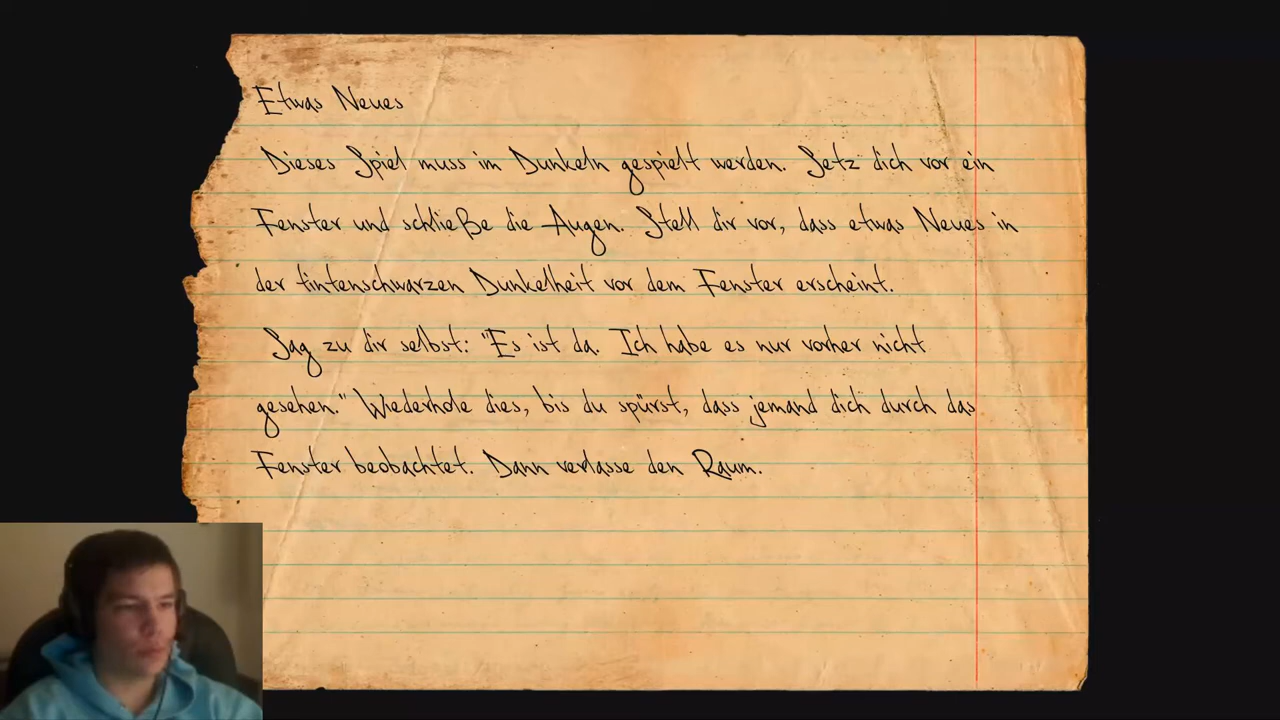 Etwas Neues
Dieses Spiel muss im Dunkeln gespielt werden. Setz dich vor ein
Fenster und schließe die Augen. Stell dir vor, dass etwas Neues in
der tintenschwarzen Dunkelheit vor dem Fenster erscheint.
Sag zu dir selbst: "Es ist da. Ich habe es nur vorher nicht
gesehen." Wiederhole dies, bis du spürst, dass jemand dich durch das
Fenster beobachtet. Dann verlasse den Raum.